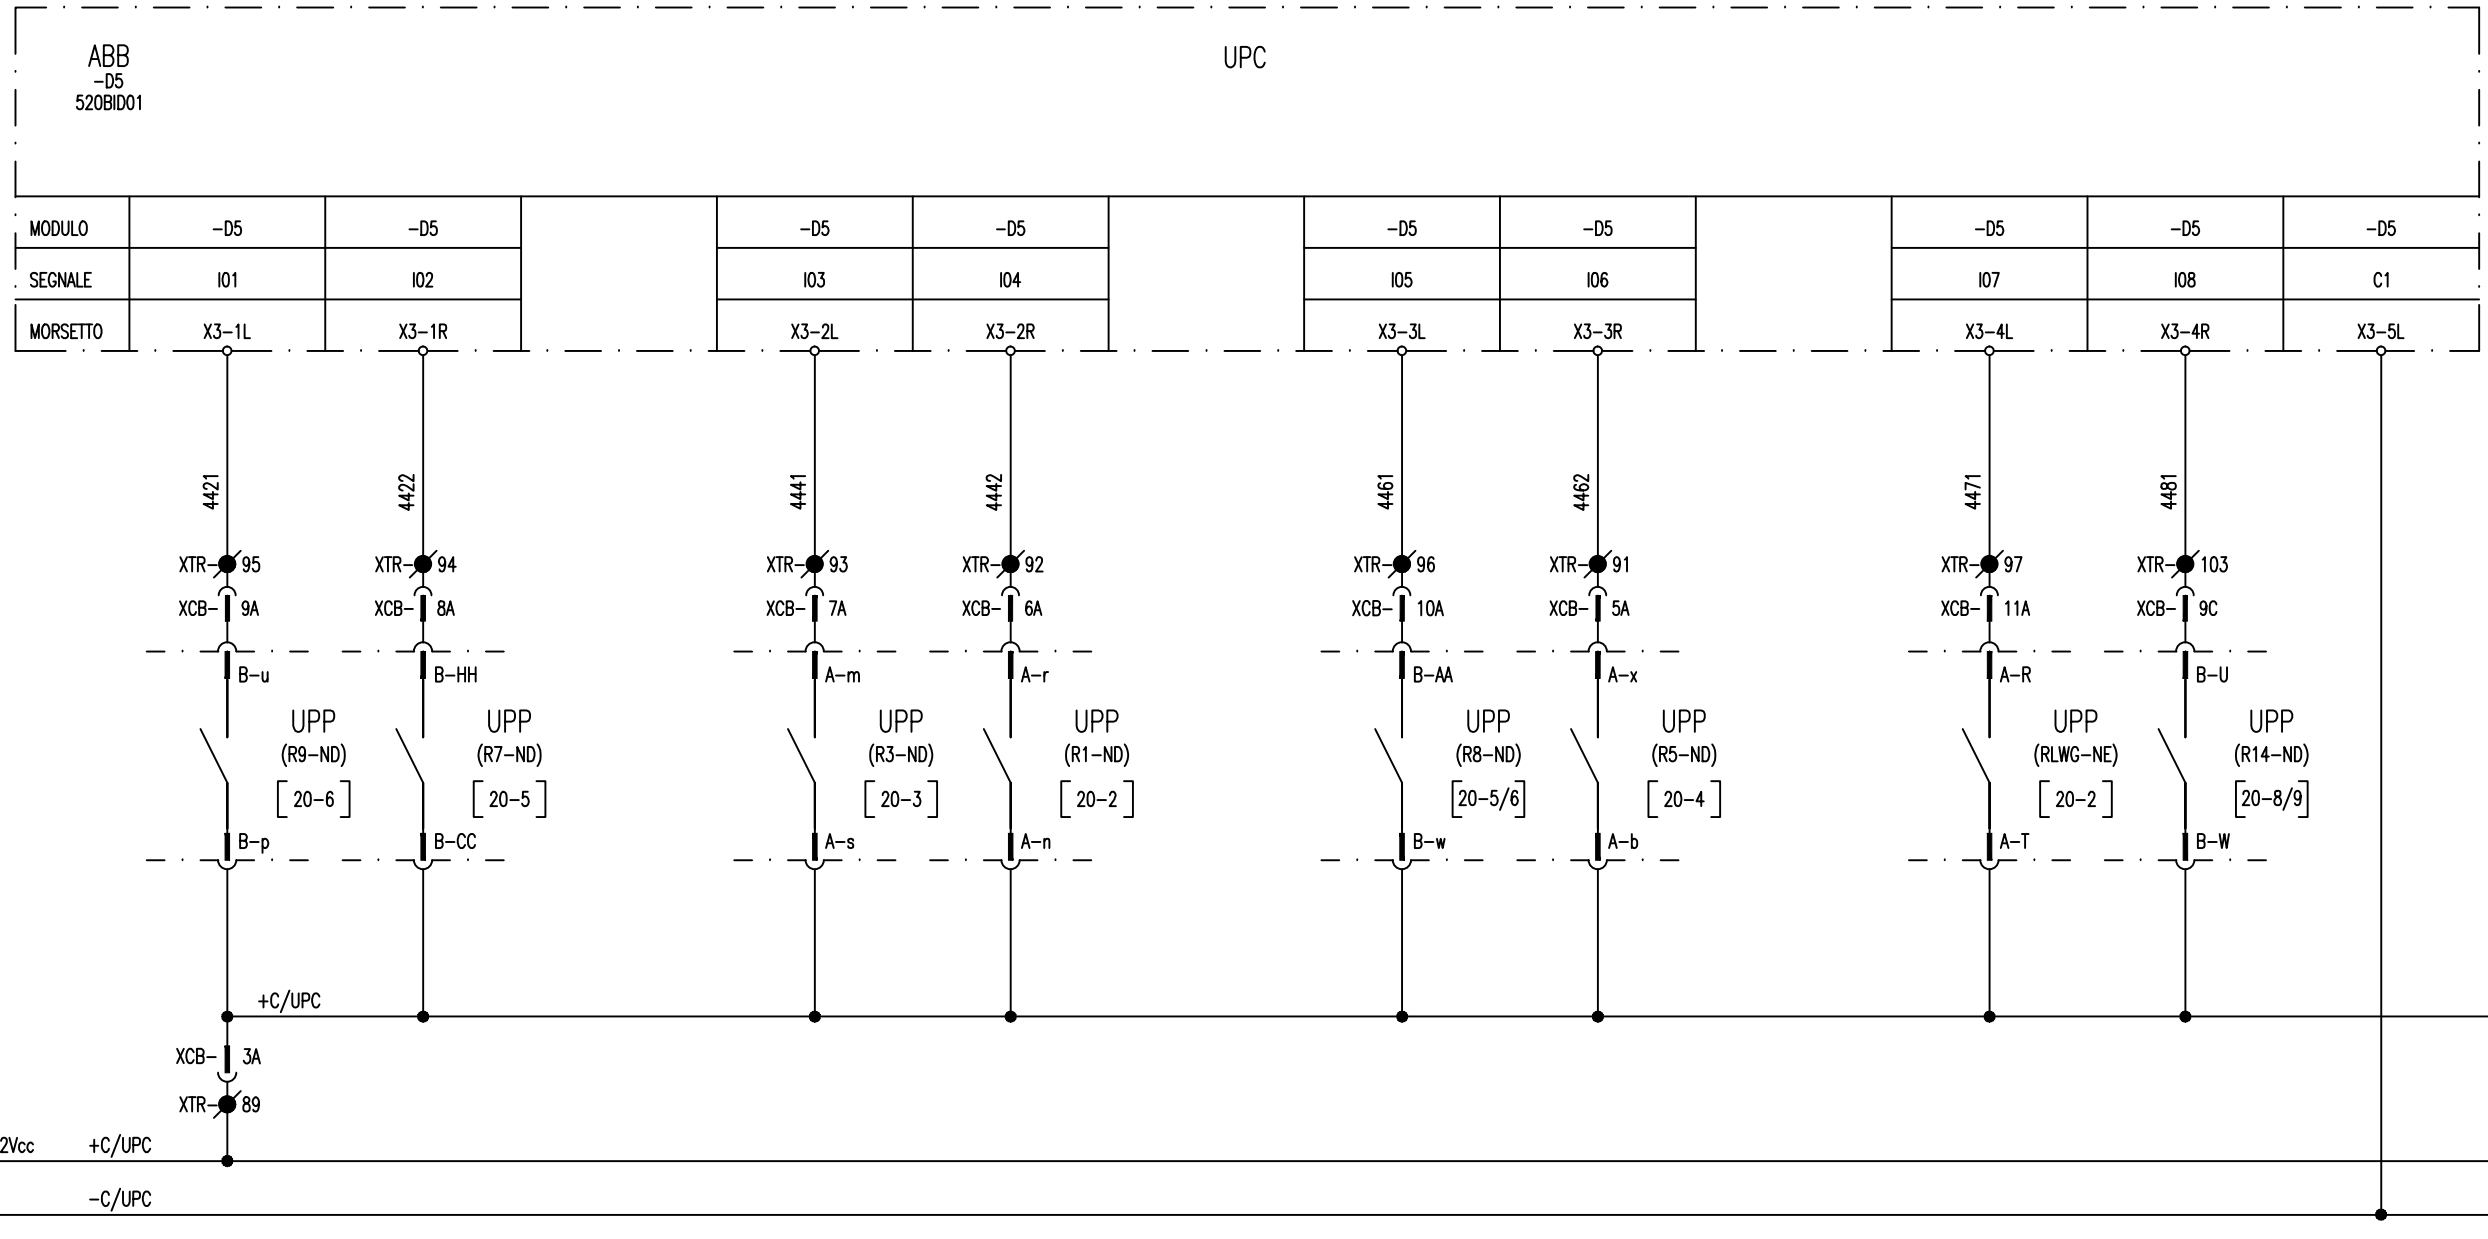 ABB
-D5
520BID01
UPC
MODULO -D5 -D5 -D5 -D5 -D5 -D5 -D5 -D5 -D5
SEGNALE I01 I02 I03 I04 I05 I06 I07 I08 C1
MORSETTO X3-1L X3-1R X3-2L X3-2R X3-3L X3-3R X3-4L X3-4R X3-5L
4421 4422 4441 4442 4461 4462 4471 4481
XTR- 95 XTR- 94 XTR- 93 XTR- 92 XTR- 96 XTR- 91 XTR- 97 XTR- 103
XCB- 9A XCB- 8A XCB- 7A XCB- 6A XCB- 10A XCB- 5A XCB- 11A XCB- 9C
B-u B-HH A-m A-r B-AA A-x A-R B-U
UPP UPP UPP UPP UPP UPP UPP UPP
(R9-ND) (R7-ND) (R3-ND) (R1-ND) (R8-ND) (R5-ND) (RLWG-NE) (R14-ND)
[20-6] [20-5] [20-3] [20-2] [20-5/6] [20-4] [20-2] [20-8/9]
B-p B-CC A-s A-n B-w A-b A-T B-W
+C/UPC
XCB- 3A
XTR- 89
2Vcc +C/UPC
-C/UPC